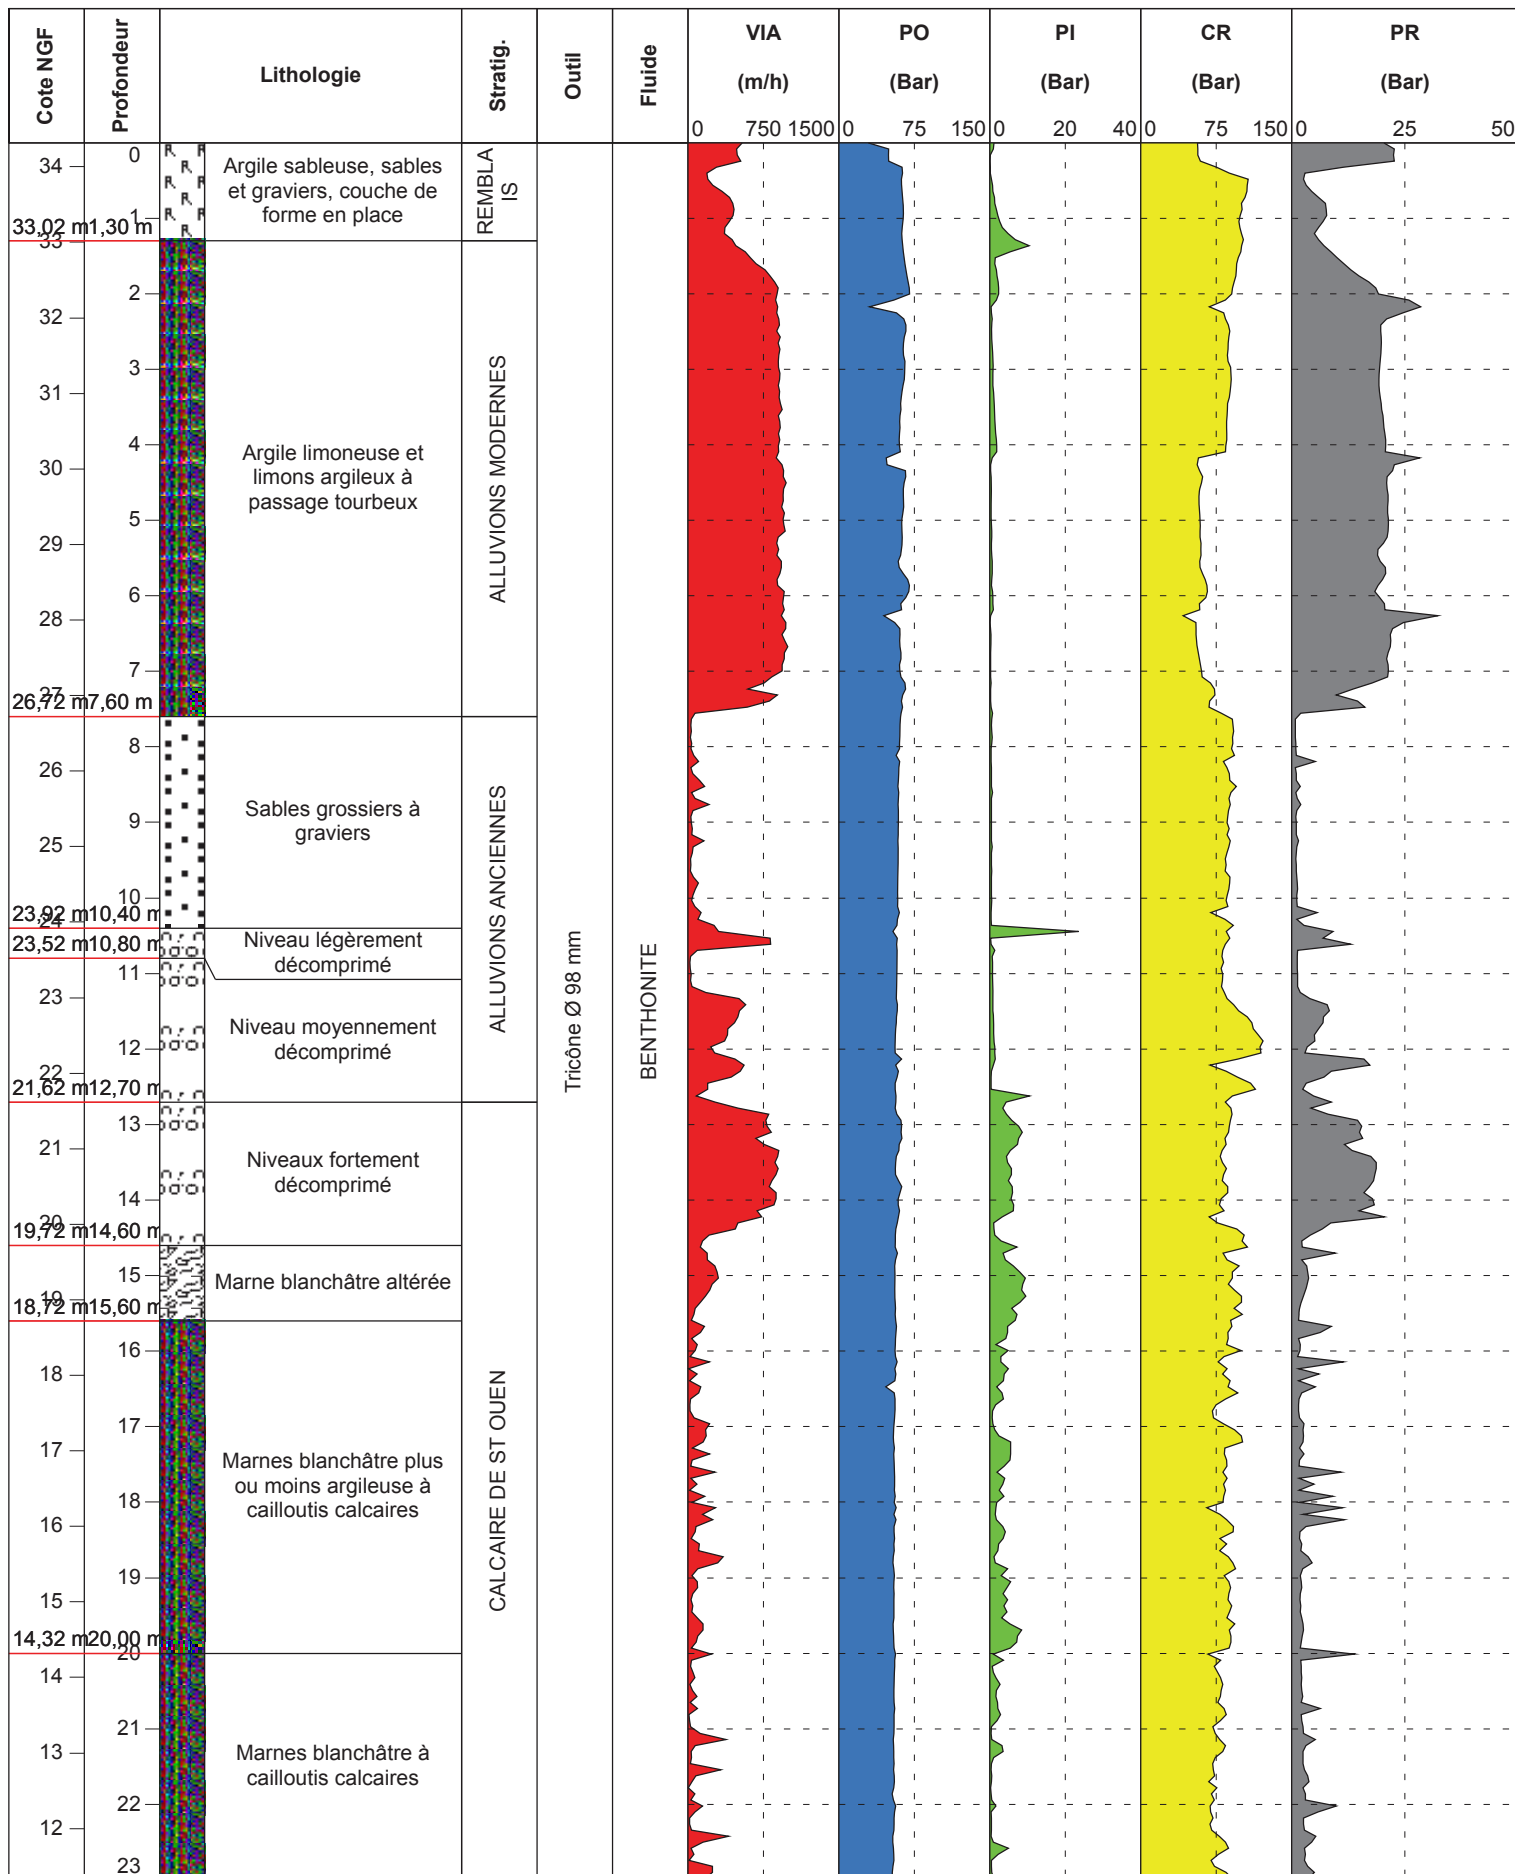 Cote NGF
Profondeur
Lithologie
Stratig.
Outil
Fluide
VIA
(m/h)
0 750 1500
PO
(Bar)
0 75 150
PI
(Bar)
0 20 40
CR
(Bar)
0 75 150
PR
(Bar)
0 25 50
0
34
Argile sableuse, sables
et graviers, couche de
forme en place
REMBLA
IS
1
33,02 m 1,30 m
33
2
32
3
31
4
30
5
29
6
28
7
27
26,72 m 7,60 m
Argile limoneuse et
limons argileux à
passage tourbeux
ALLUVIONS MODERNES
8
26
9
25
10
24
23,92 m 10,40 m
Sables grossiers à
graviers
ALLUVIONS ANCIENNES
23,52 m 10,80 m
Niveau légèrement
décomprimé
11
23
12
22
21,62 m 12,70 m
Niveau moyennement
décomprimé
Tricône Ø 98 mm
BENTHONITE
13
21
14
20
19,72 m 14,60 m
Niveaux fortement
décomprimé
15
19
18,72 m 15,60 m
Marne blanchâtre altérée
CALCAIRE DE ST OUEN
16
18
17
17
18
16
19
15
14,32 m 20,00 m
20
Marnes blanchâtre plus
ou moins argileuse à
cailloutis calcaires
14
21
13
22
12
23
Marnes blanchâtre à
cailloutis calcaires